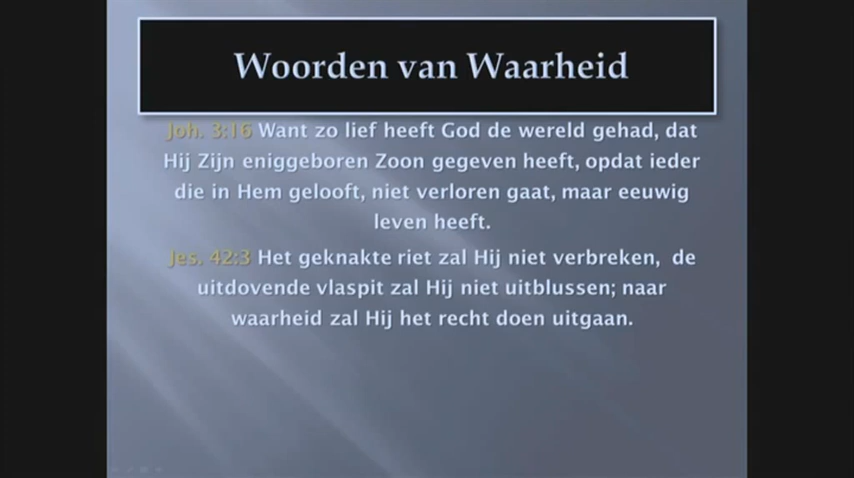 Woorden van Waarheid
Joh. 3:16 Want zo lief heeft God de wereld gehad, dat
Hij Zijn eniggeboren Zoon gegeven heeft, opdat ieder
die in Hem gelooft, niet verloren gaat, maar eeuwig
leven heeft.
Jes. 42:3 Het geknakte riet zal Hij niet verbreken, de
uitdovende vlaspit zal Hij niet uitblussen; naar
waarheid zal Hij het recht doen uitgaan.